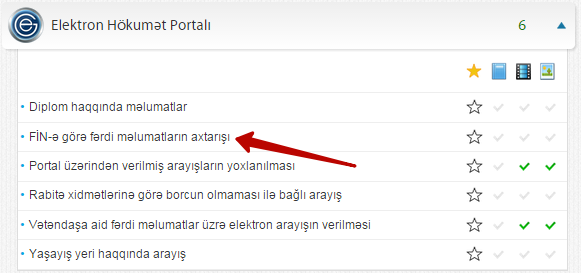 Elektron Hökumət Portalı 6
Diplom haqqında məlumatlar
FİN-ə görə fərdi məlumatların axtarışı
Portal üzərindən verilmiş arayışların yoxlanılması
Rabitə xidmətlərinə görə borcun olmaması ilə bağlı arayış
Vətəndaşa aid fərdi məlumatlar üzrə elektron arayışın verilməsi
Yaşayış yeri haqqında arayış